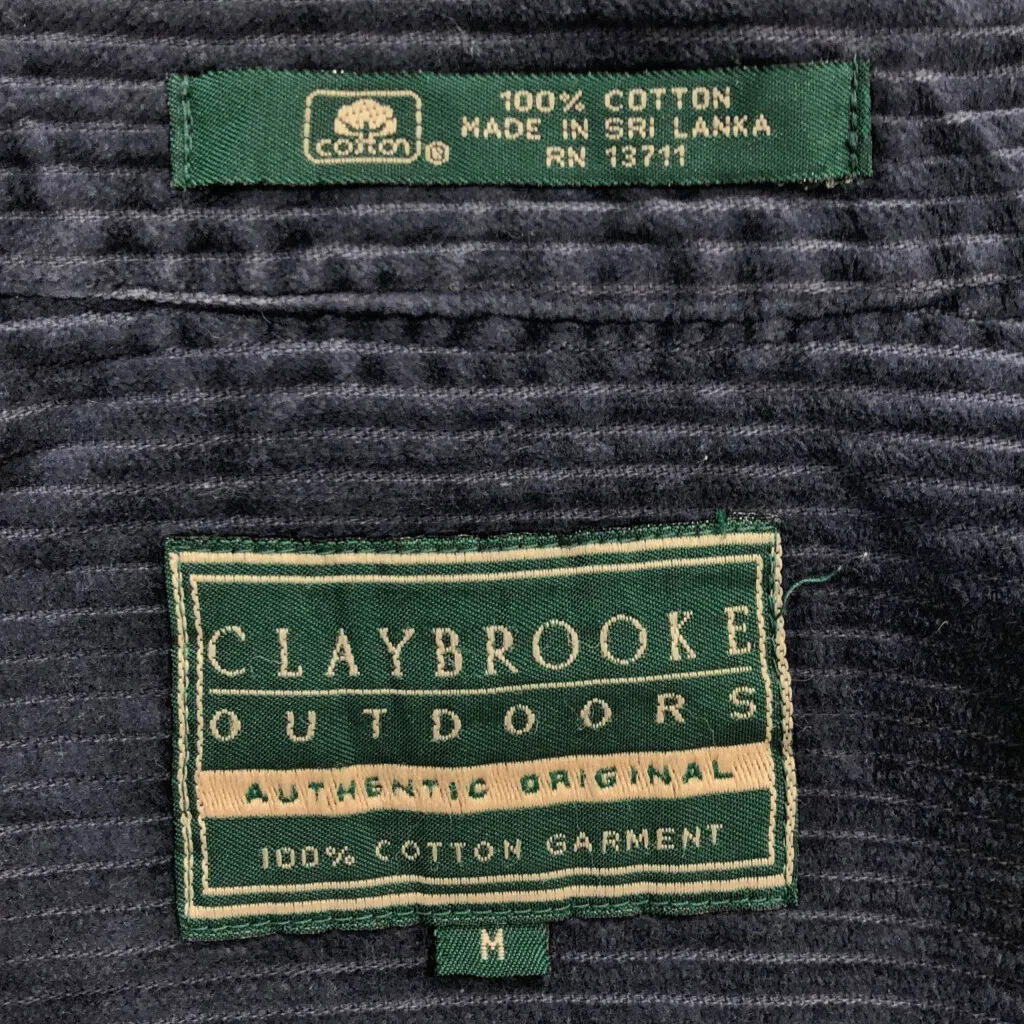 cotton®
100% COTTON
MADE IN SRI LANKA
RN 13711
CLAYBROOKE
OUTDOORS
AUTHENTIC ORIGINAL
100% COTTON GARMENT
M